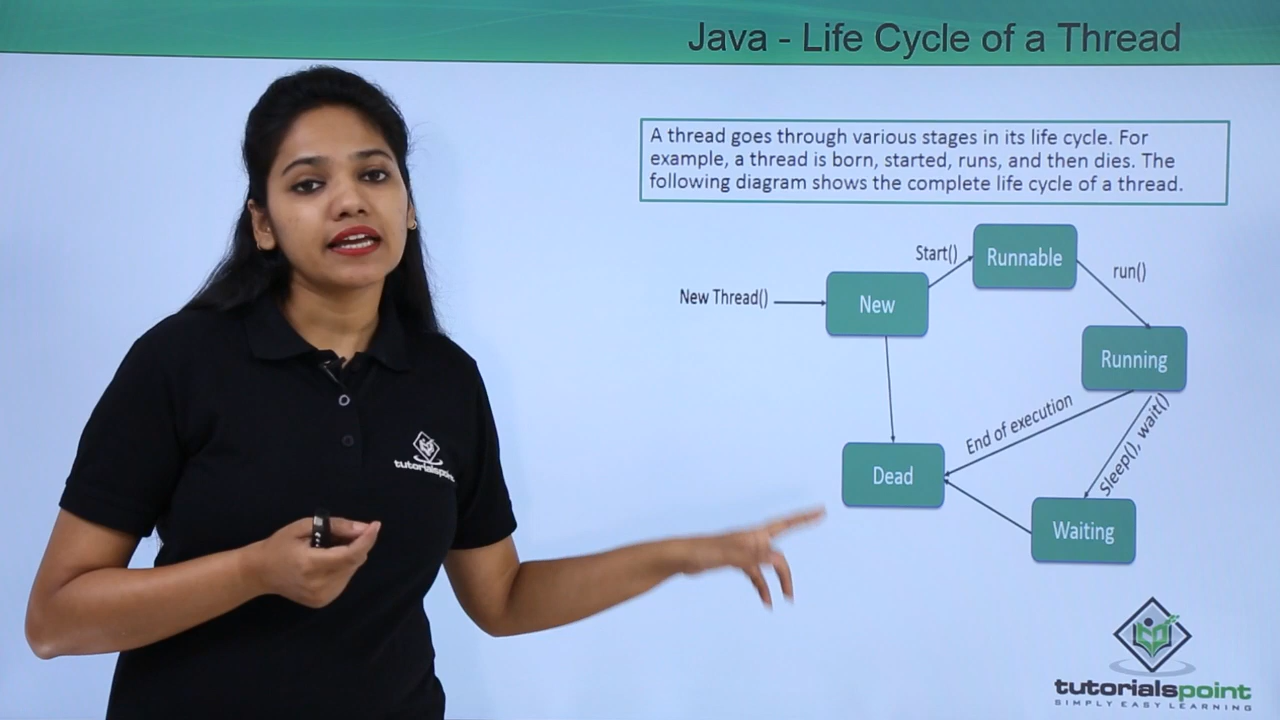 Java - Life Cycle of a Thread
A thread goes through various stages in its life cycle. For
example, a thread is born, started, runs, and then dies. The
following diagram shows the complete life cycle of a thread.
Start()
Runnable
run()
New Thread()
New
Running
End of execution
Sleep(), wait()
Dead
Waiting
tutorialspoint
tutorialspoint
SIMPLY EASY LEARNING